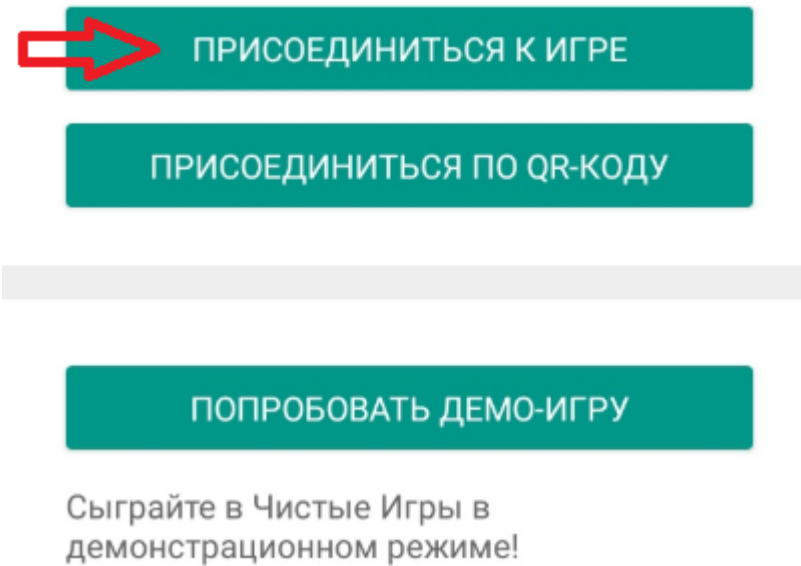 ПРИСОЕДИНИТЬСЯ К ИГРЕ
ПРИСОЕДИНИТЬСЯ ПО QR-КОДУ
ПОПРОБОВАТЬ ДЕМО-ИГРУ
Сыграйте в Чистые Игры в
демонстрационном режиме!